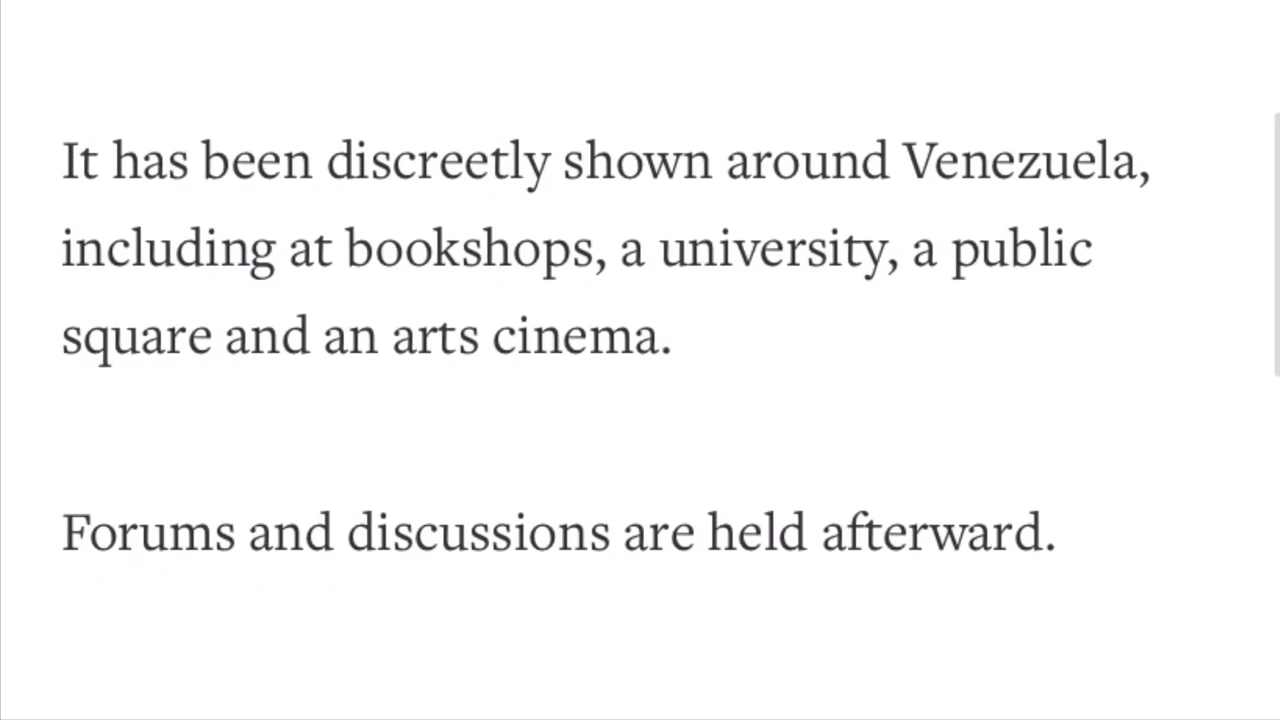 It has been discreetly shown around Venezuela,
including at bookshops, a university, a public
square and an arts cinema.
Forums and discussions are held afterward.